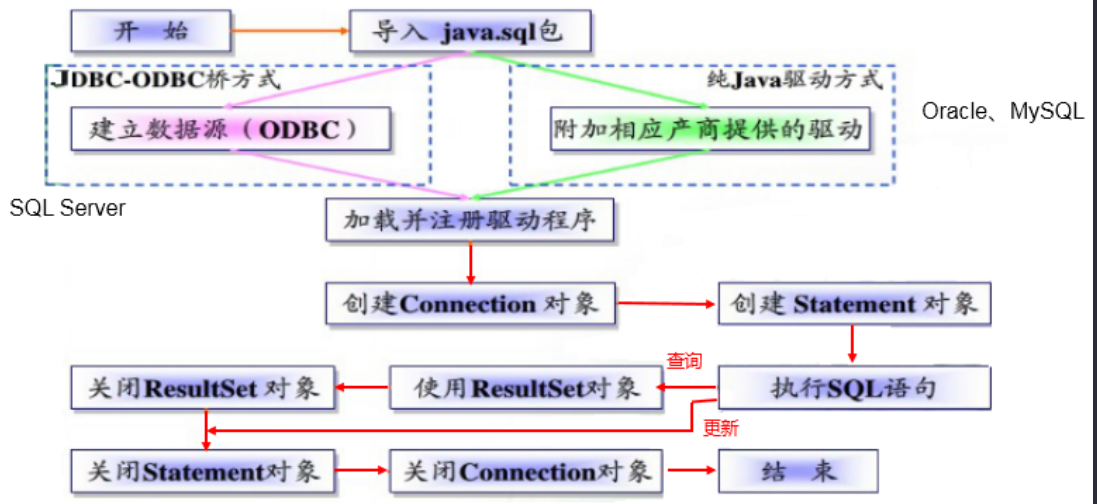 开 始
导入 java.sql包
JDBC-ODBC桥方式
纯Java驱动方式
建立数据源（ODBC）
附加相应产商提供的驱动
Oracle、MySQL
SQL Server
加载并注册驱动程序
创建Connection 对象
创建 Statement 对象
查询
关闭ResultSet 对象
使用ResultSet对象
执行SQL语句
更新
关闭Statement对象
关闭Connection对象
结 束